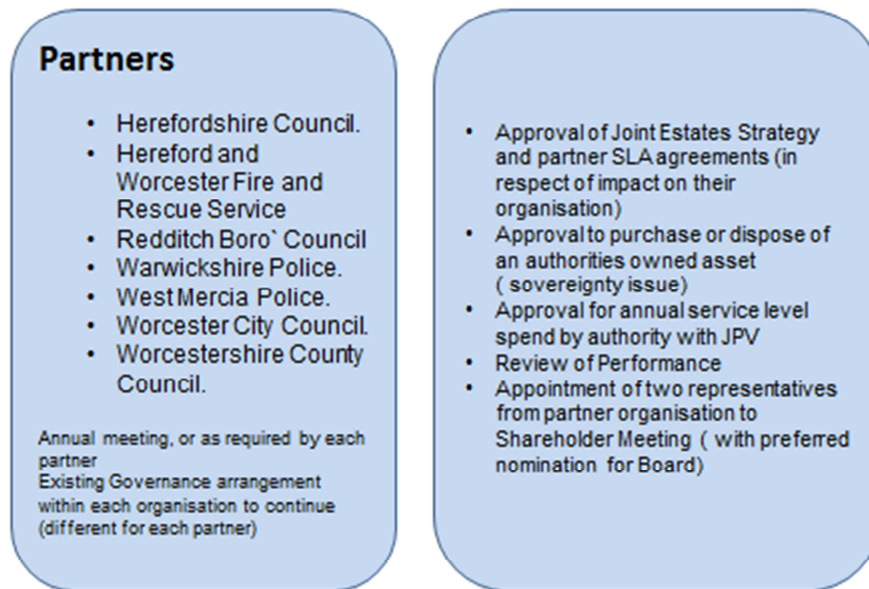 Partners
• Herefordshire Council.
• Hereford and
Worcester Fire and
Rescue Service
• Redditch Boro` Council
• Warwickshire Police.
• West Mercia Police.
• Worcester City Council.
• Worcestershire County
Council.
Annual meeting, or as required by each
partner
Existing Governance arrangement
within each organisation to continue
(different for each partner)
• Approval of Joint Estates Strategy
and partner SLA agreements (in
respect of impact on their
organisation)
• Approval to purchase or dispose of
an authorities owned asset
( sovereignty issue)
• Approval for annual service level
spend by authority with JPV
• Review of Performance
• Appointment of two representatives
from partner organisation to
Shareholder Meeting ( with preferred
nomination for Board)